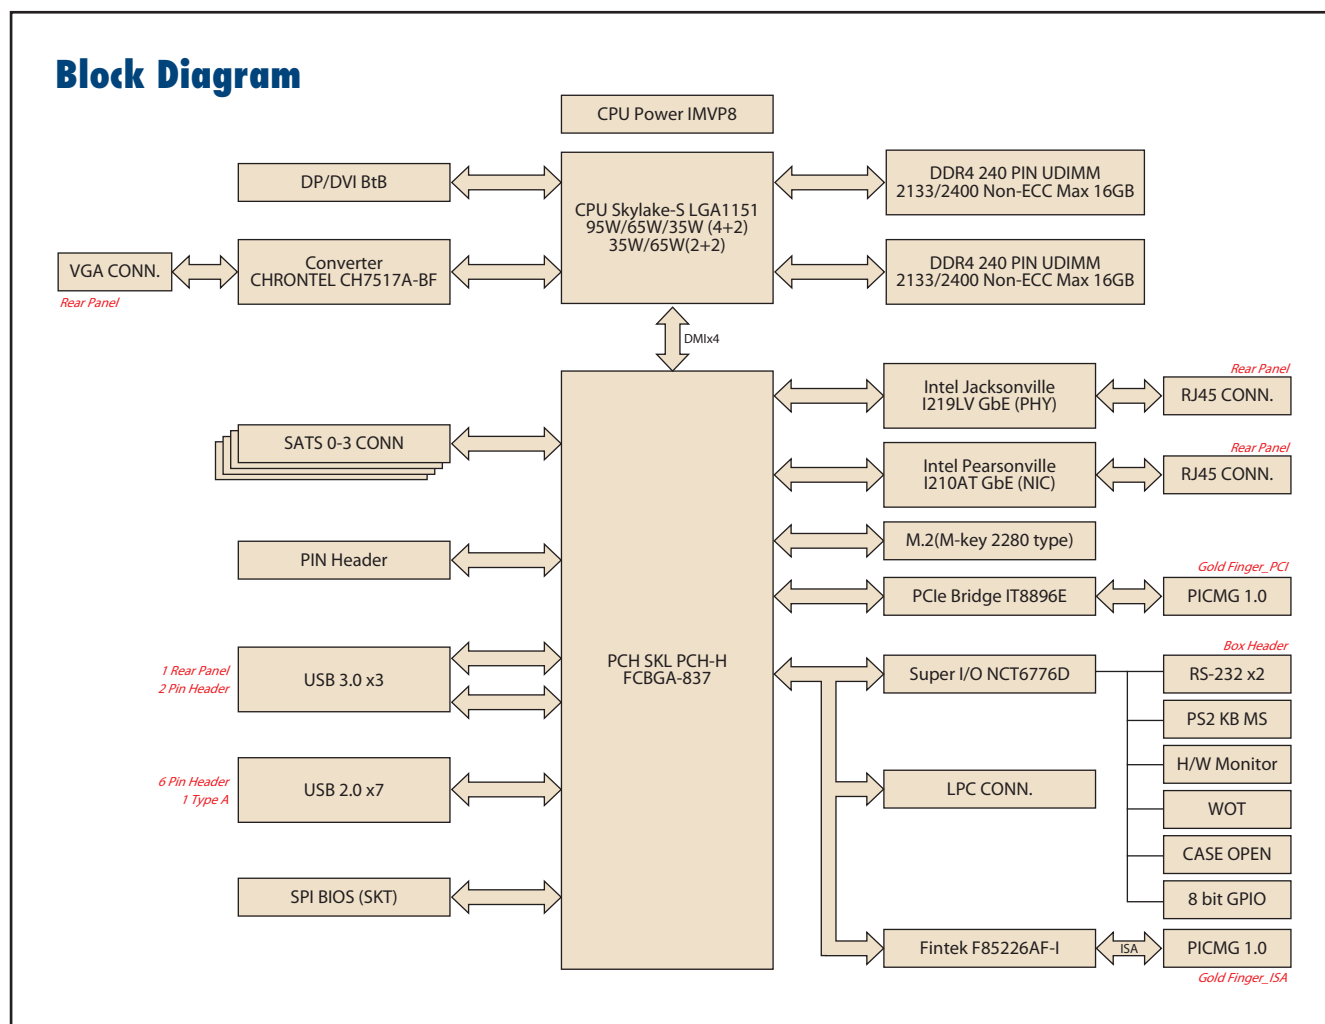 Block Diagram
CPU Power IMVP8
DP/DVI BtB
CPU Skylake-S LGA1151
95W/65W/35W (4+2)
35W/65W(2+2)
DDR4 240 PIN UDIMM
2133/2400 Non-ECC Max 16GB
VGA CONN.
Rear Panel
Converter
CHRONTEL CH7517A-BF
DDR4 240 PIN UDIMM
2133/2400 Non-ECC Max 16GB
DMIx4
SATS 0-3 CONN
PIN Header
1 Rear Panel
2 Pin Header
USB 3.0 x3
6 Pin Header
1 Type A
USB 2.0 x7
SPI BIOS (SKT)
PCH SKL PCH-H
FCBGA-837
Intel Jacksonville
I219LV GbE (PHY)
Rear Panel
RJ45 CONN.
Intel Pearsonville
I210AT GbE (NIC)
Rear Panel
RJ45 CONN.
M.2(M-key 2280 type)
PCIe Bridge IT8896E
Gold Finger_PCI
PICMG 1.0
Super I/O NCT6776D
Box Header
RS-232 x2
PS2 KB MS
H/W Monitor
WOT
CASE OPEN
8 bit GPIO
LPC CONN.
Fintek F85226AF-I
ISA
PICMG 1.0
Gold Finger_ISA